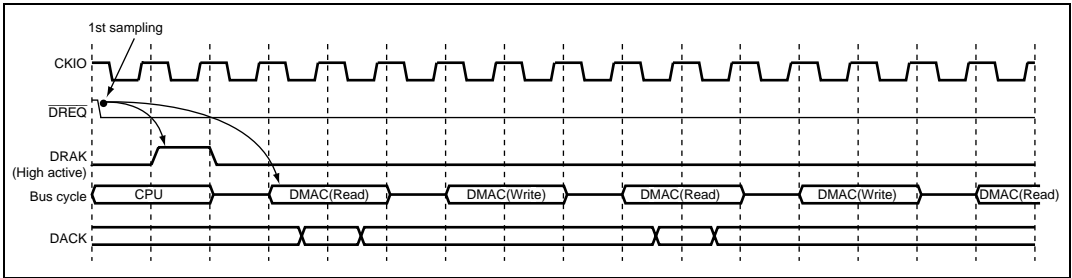 1st sampling
CKIO
DREQ
DRAK
(High active)
Bus cycle CPU DMAC(Read) DMAC(Write) DMAC(Read) DMAC(Write) DMAC(Read)
DACK